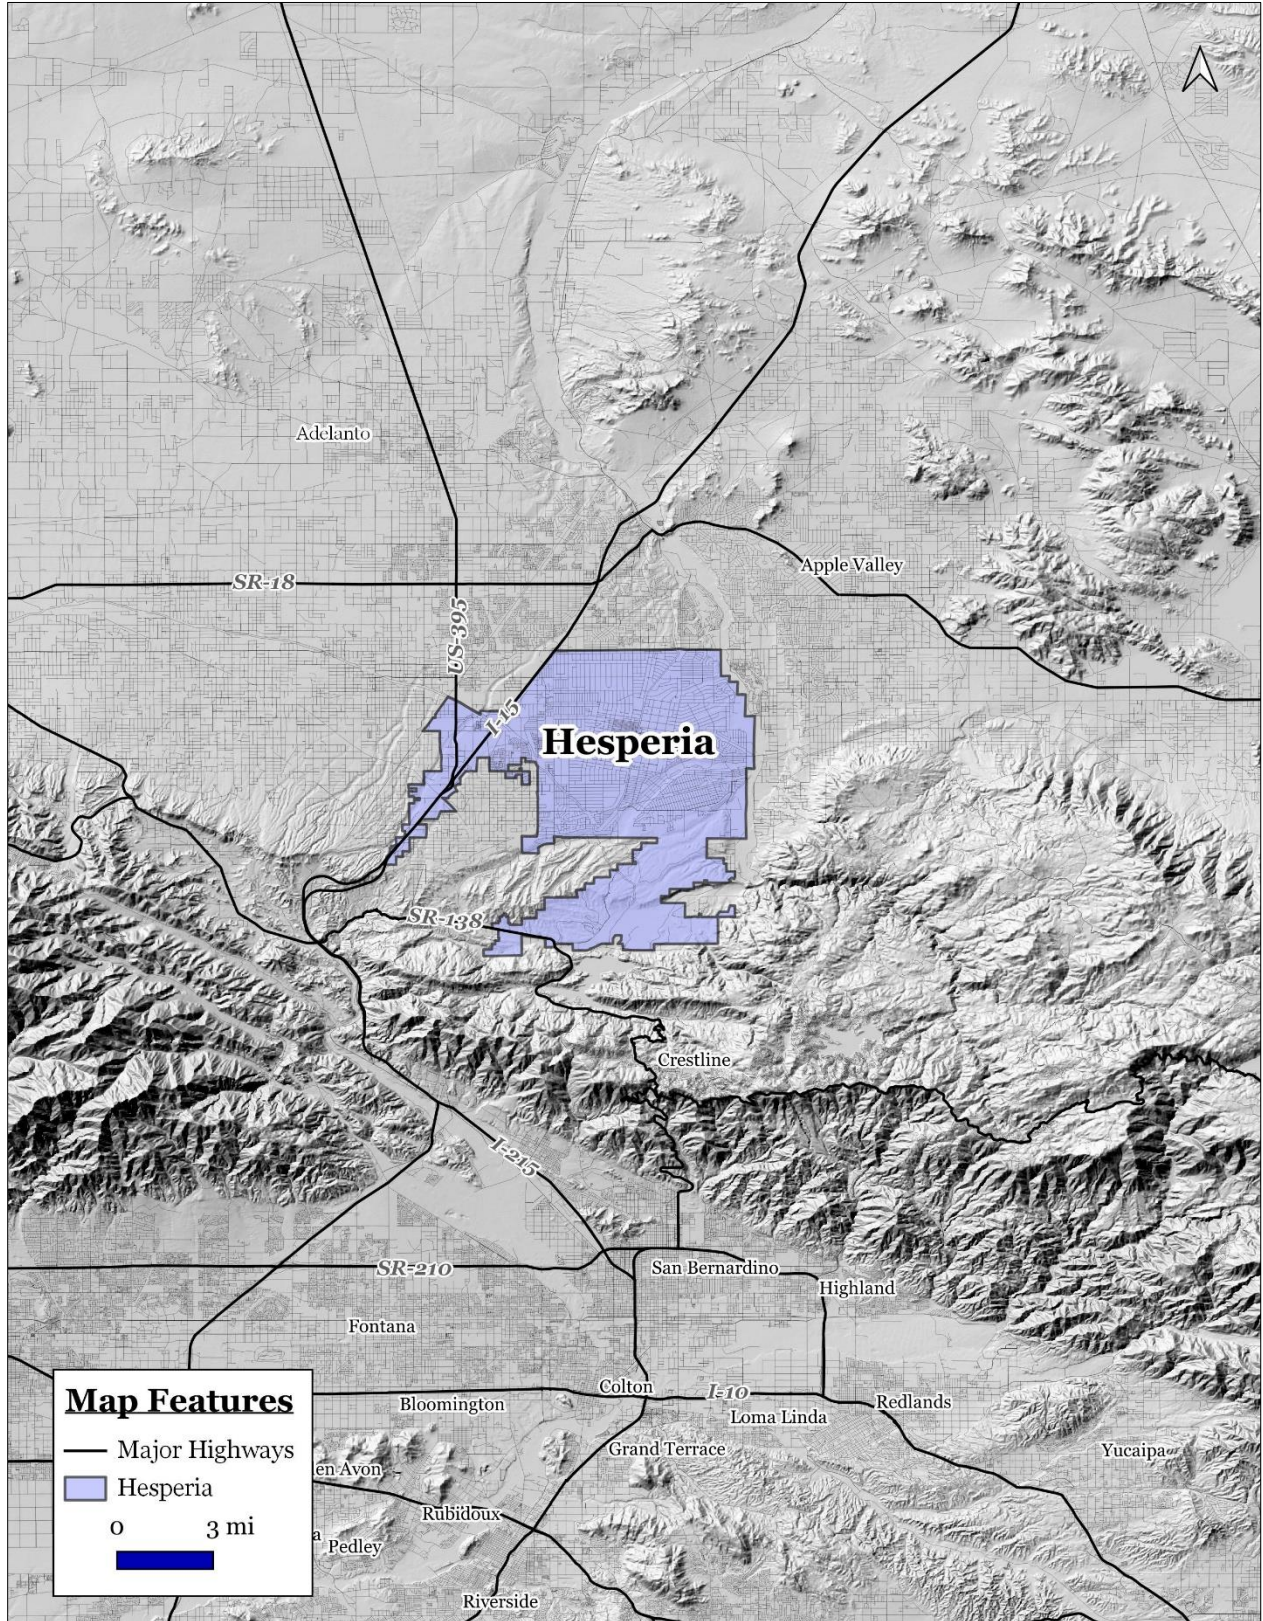 Adelanto
SR-18
Apple Valley
US-395
I-15
Hesperia
SR-138
Crestline
I-215
SR-210
San Bernardino
Highland
Fontana
Colton
I-10
Bloomington
Loma Linda
Redlands
Grand Terrace
Yucaipa
en Avon
Rubidoux
a
Pedley
Riverside
Map Features
Major Highways
Hesperia
0 3 mi